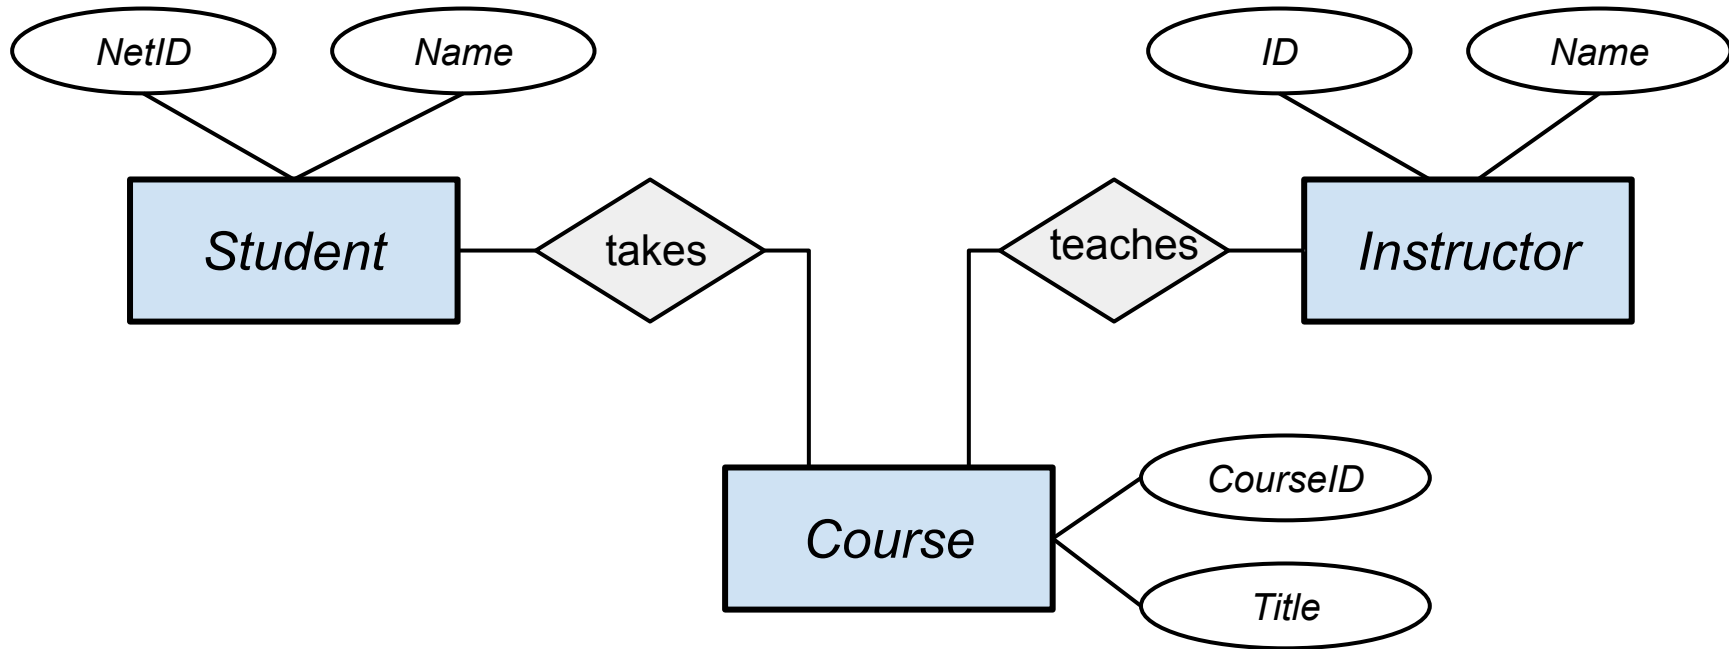 NetID
Name
ID
Name
Student
takes
teaches
Instructor
CourseID
Course
Title